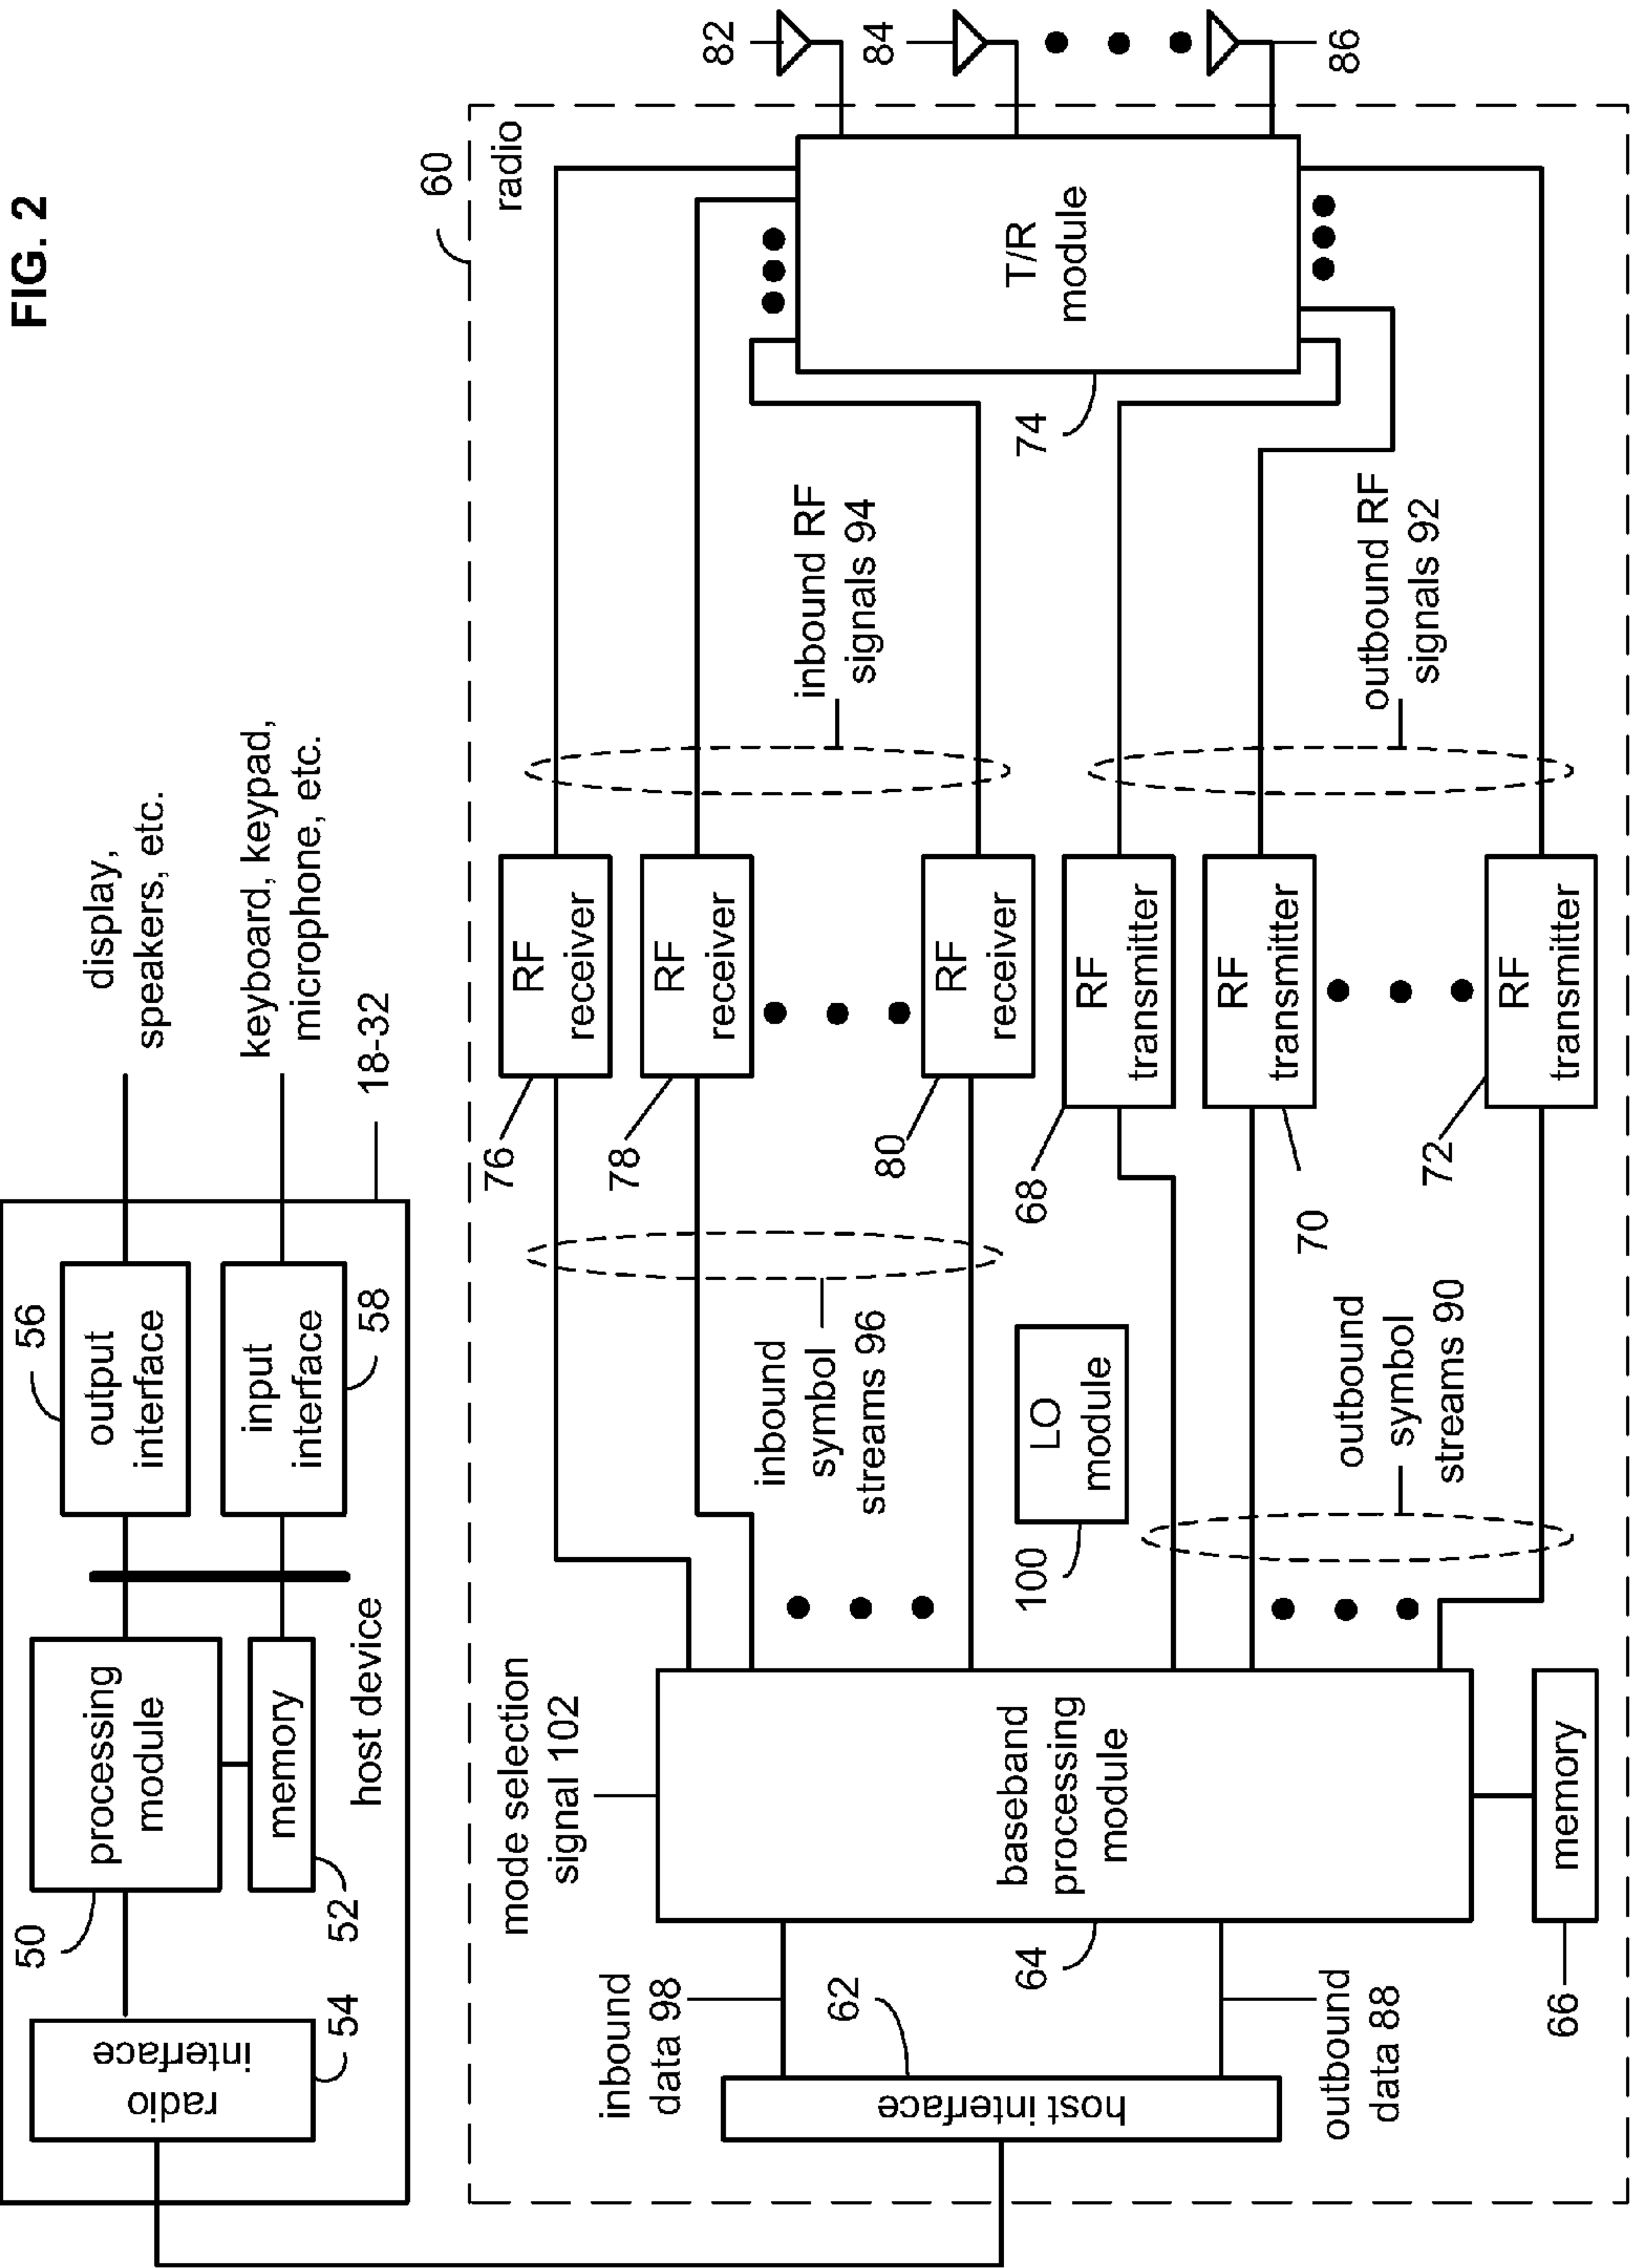 FIG. 2
display,
speakers, etc.
keyboard, keypad,
microphone, etc.
18-32
56
output
interface
input
interface
58
processing
module
50
memory
52
host device
radio
interface
54
60
radio
82
84
86
T/R
module
74
inbound RF
signals 94
outbound RF
signals 92
RF
receiver
76
RF
receiver
78
RF
receiver
80
RF
transmitter
68
RF
transmitter
70
RF
transmitter
72
inbound
symbol
streams 96
LO
module
100
outbound
symbol
streams 90
mode selection
signal 102
baseband
processing
module
64
memory
66
inbound
data 98
62
host interface
outbound
data 88